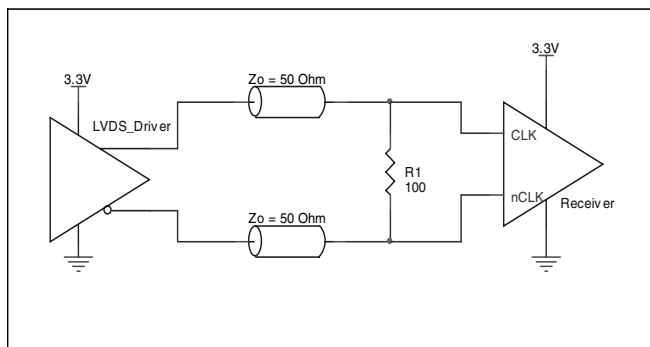 3.3V
3.3V
Zo = 50 Ohm
LVDS_Driver
CLK
R1
100
nCLK
Receiver
Zo = 50 Ohm